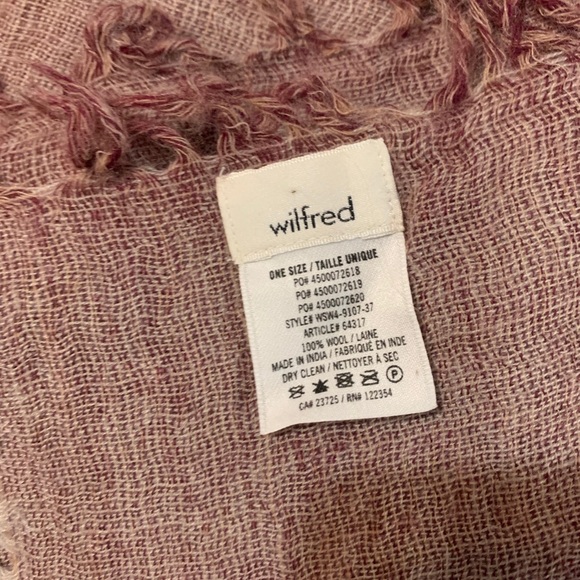 wilfred
ONE SIZE / TAILLE UNIQUE
PO# 4500072618
PO# 4500072619
PO# 4500072620
STYLE# WSW4-9107-37
ARTICLE# 64317
100% WOOL / LAINE
MADE IN INDIA / FABRIQUÉ EN INDE
DRY CLEAN / NETTOYER À SEC
P
CA# 23725 / RN# 122354